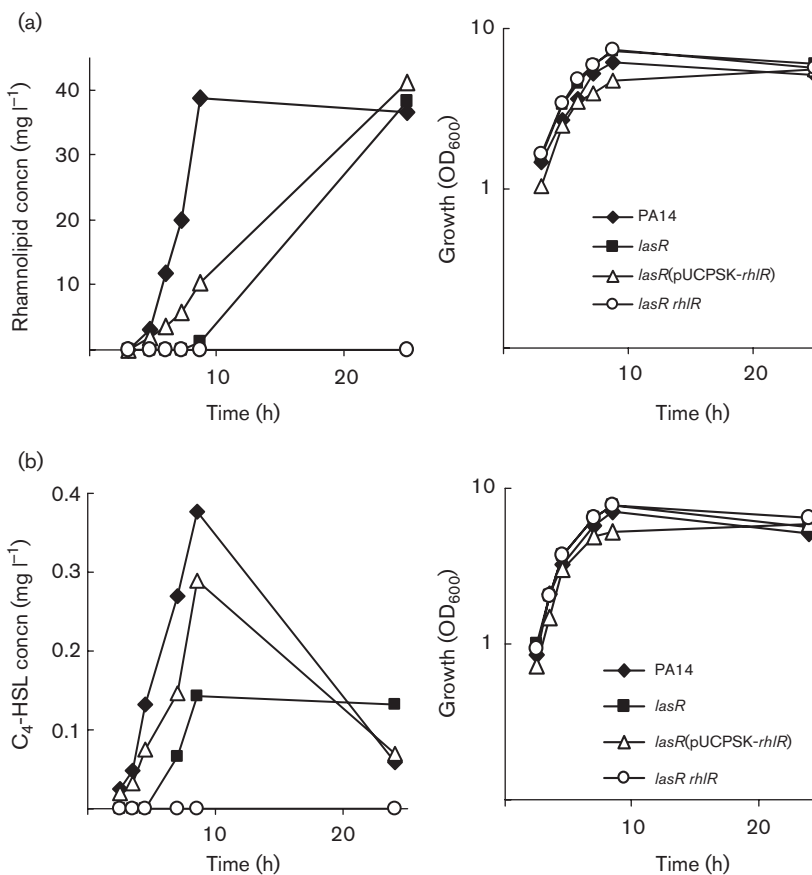 (a)
Rhamnolipid concn (mg l⁻¹)
40
30
20
10
10
20
Time (h)
Growth (OD₆₀₀)
10
1
PA14
lasR
lasR(pUCPSK-rhlR)
lasR rhlR
10
20
Time (h)
(b)
C₄-HSL concn (mg l⁻¹)
0.4
0.3
0.2
0.1
10
20
Time (h)
Growth (OD₆₀₀)
10
1
PA14
lasR
lasR(pUCPSK-rhlR)
lasR rhlR
10
20
Time (h)